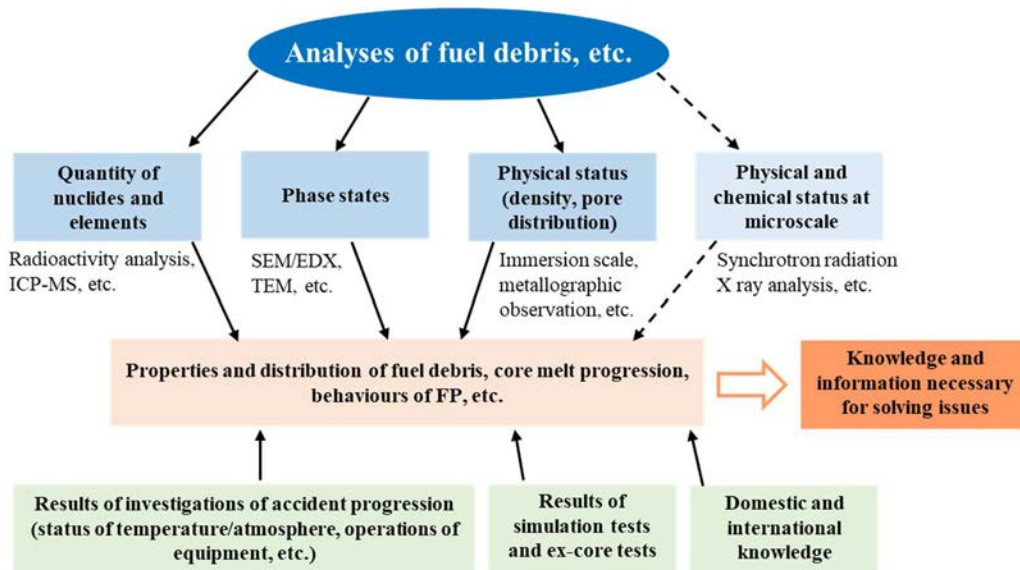 Analyses of fuel debris, etc.
Quantity of
nuclides and
elements
Phase states
Physical status
(density, pore
distribution)
Physical and
chemical status at
microscale
Radioactivity analysis,
ICP-MS, etc.
SEM/EDX,
TEM, etc.
Immersion scale,
metallographic
observation, etc.
Synchrotron radiation
X ray analysis, etc.
Properties and distribution of fuel debris, core melt progression,
behaviours of FP, etc.
Knowledge and
information necessary
for solving issues
Results of investigations of accident progression
(status of temperature/atmosphere, operations of
equipment, etc.)
Results of
simulation tests
and ex-core tests
Domestic and
international
knowledge